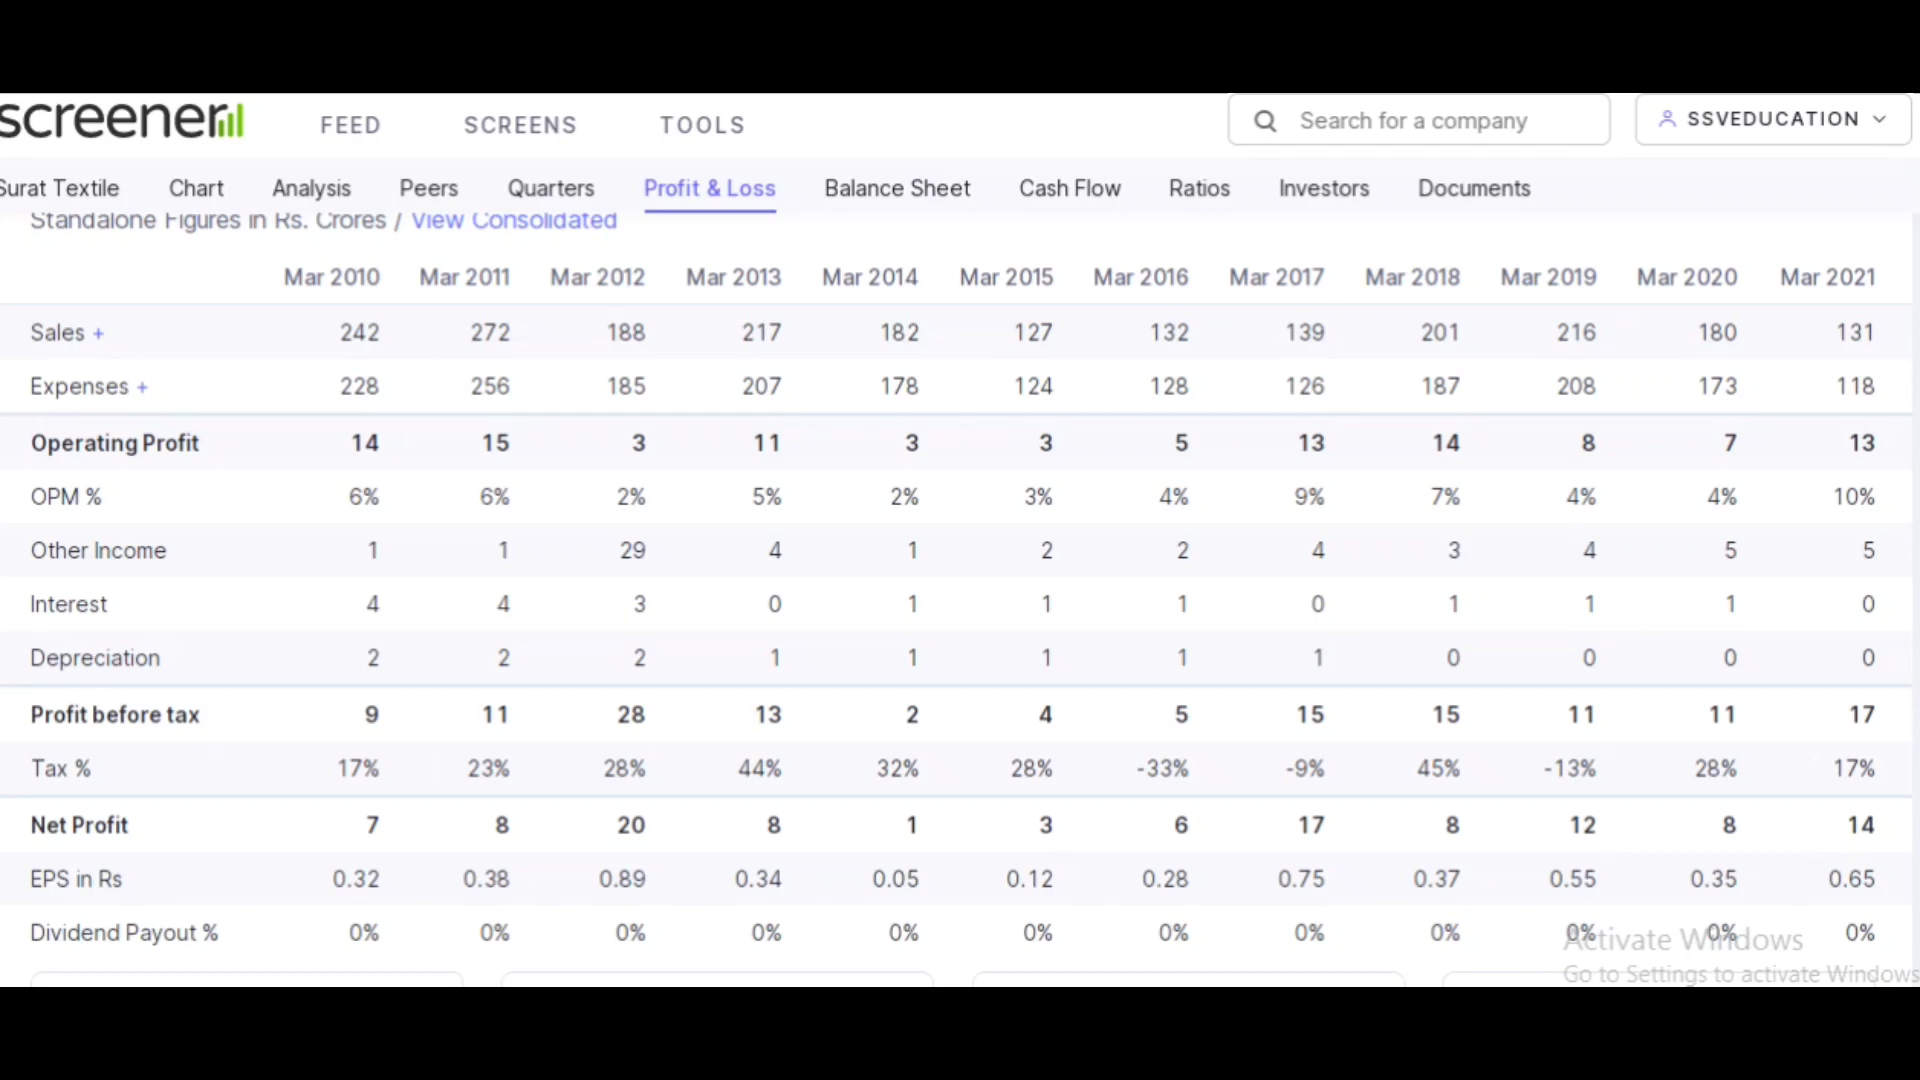 screener FEED SCREENS TOOLS Search for a company SSVEDUCATION
Surat Textile Chart Analysis Peers Quarters Profit & Loss Balance Sheet Cash Flow Ratios Investors Documents
Standalone Figures in Rs. Crores / View Consolidated
Mar 2010 Mar 2011 Mar 2012 Mar 2013 Mar 2014 Mar 2015 Mar 2016 Mar 2017 Mar 2018 Mar 2019 Mar 2020 Mar 2021
Sales + 242 272 188 217 182 127 132 139 201 216 180 131
Expenses + 228 256 185 207 178 124 128 126 187 208 173 118
Operating Profit 14 15 3 11 3 3 5 13 14 8 7 13
OPM % 6% 6% 2% 5% 2% 3% 4% 9% 7% 4% 4% 10%
Other Income 1 1 29 4 1 2 2 4 3 4 5 5
Interest 4 4 3 0 1 1 1 0 1 1 1 0
Depreciation 2 2 2 1 1 1 1 1 0 0 0 0
Profit before tax 9 11 28 13 2 4 5 15 15 11 11 17
Tax % 17% 23% 28% 44% 32% 28% -33% -9% 45% -13% 28% 17%
Net Profit 7 8 20 8 1 3 6 17 8 12 8 14
EPS in Rs 0.32 0.38 0.89 0.34 0.05 0.12 0.28 0.75 0.37 0.55 0.35 0.65
Dividend Payout % 0% 0% 0% 0% 0% 0% 0% 0% 0% 0% 0% 0%
Activate Windows
Go to Settings to activate Windows